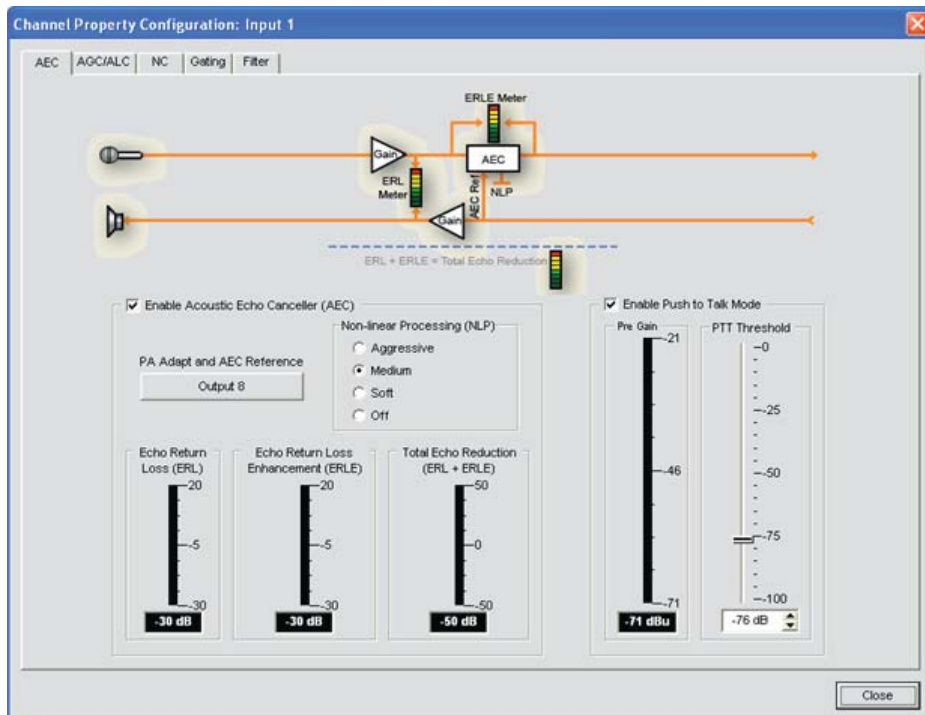 Channel Property Configuration: Input 1
AEC AGC/ALC NC Gating Filter
ERLE Meter
Gain
AEC
ERL
Meter
NLP
AEC Ref
Gain
ERL + ERLE = Total Echo Reduction
Enable Acoustic Echo Canceller (AEC)
Non-linear Processing (NLP)
Aggressive
PA Adapt and AEC Reference
Output 8
Medium
Soft
Off
Echo Return
Loss (ERL)
20
-5
-30
-30 dB
Echo Return Loss
Enhancement (ERLE)
20
-5
-30
-30 dB
Total Echo Reduction
(ERL + ERLE)
50
0
-50
-50 dB
Enable Push to Talk Mode
Pre Gain
-21
-46
-71
-71 dBu
PTT Threshold
0
-25
-50
-75
-100
-76 dB
Close